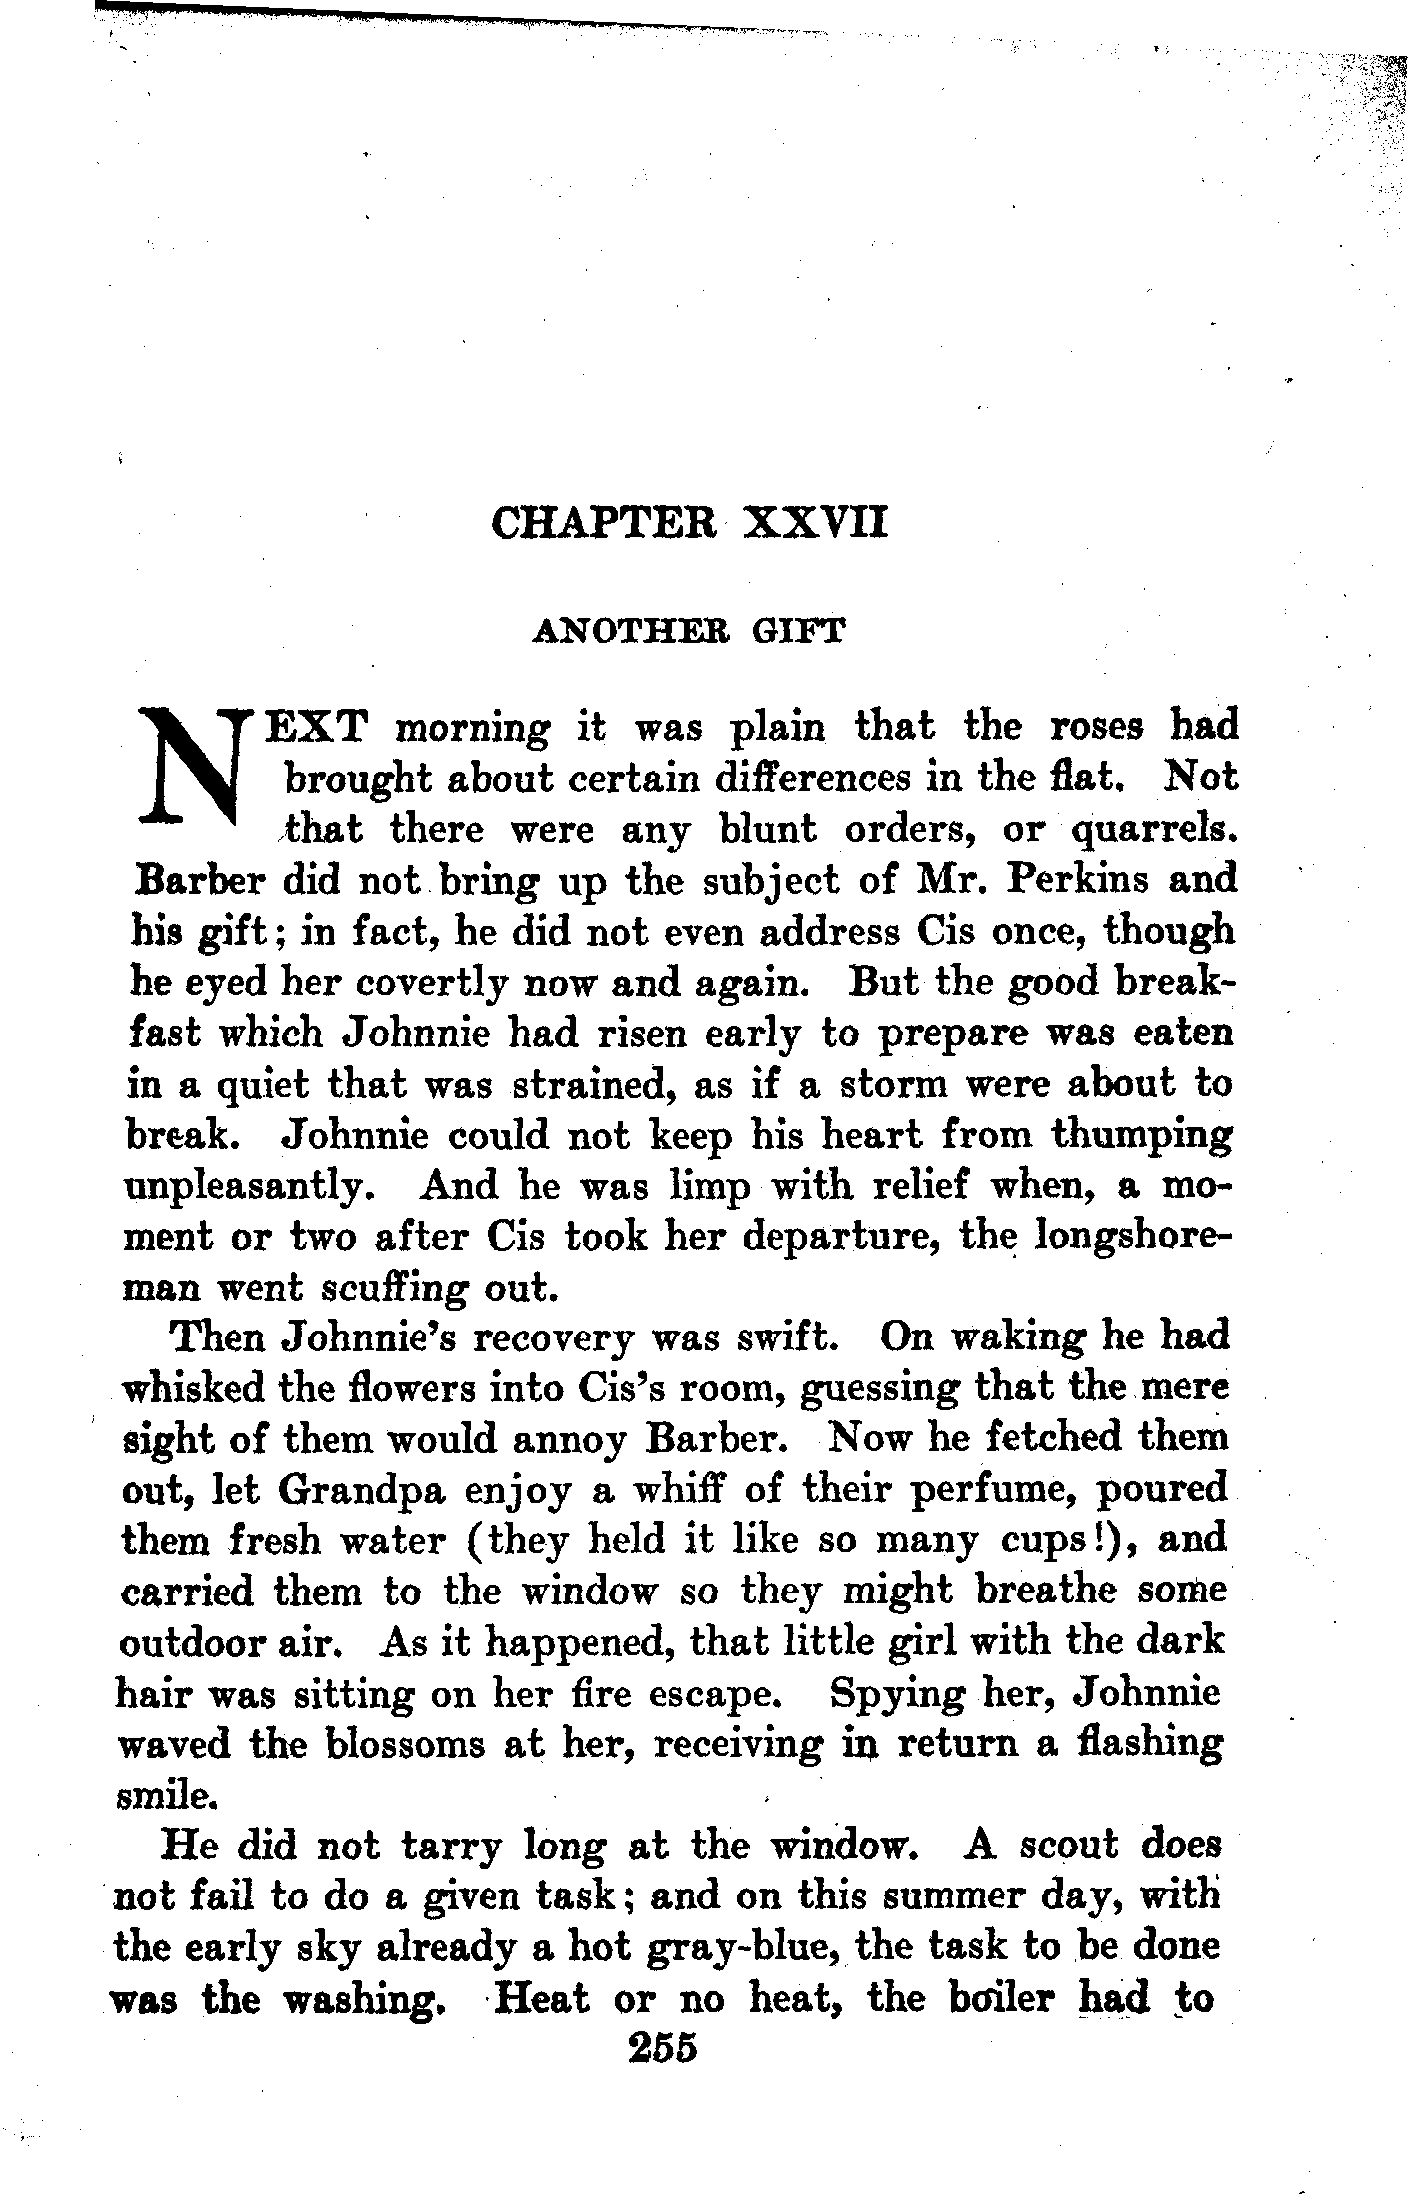 CHAPTER XXVII
ANOTHER GIFT
NEXT morning it was plain that the roses had
brought about certain differences in the flat. Not
that there were any blunt orders, or quarrels.
Barber did not bring up the subject of Mr. Perkins and
his gift; in fact, he did not even address Cis once, though
he eyed her covertly now and again. But the good break-
fast which Johnnie had risen early to prepare was eaten
in a quiet that was strained, as if a storm were about to
break. Johnnie could not keep his heart from thumping
unpleasantly. And he was limp with relief when, a mo-
ment or two after Cis took her departure, the longshore-
man went scuffing out.
Then Johnnie's recovery was swift. On waking he had
whisked the flowers into Cis's room, guessing that the mere
sight of them would annoy Barber. Now he fetched them
out, let Grandpa enjoy a whiff of their perfume, poured
them fresh water (they held it like so many cups!), and
carried them to the window so they might breathe some
outdoor air. As it happened, that little girl with the dark
hair was sitting on her fire escape. Spying her, Johnnie
waved the blossoms at her, receiving in return a flashing
smile.
He did not tarry long at the window. A scout does
not fail to do a given task; and on this summer day, with
the early sky already a hot gray-blue, the task to be done
was the washing. Heat or no heat, the boiler had to
255